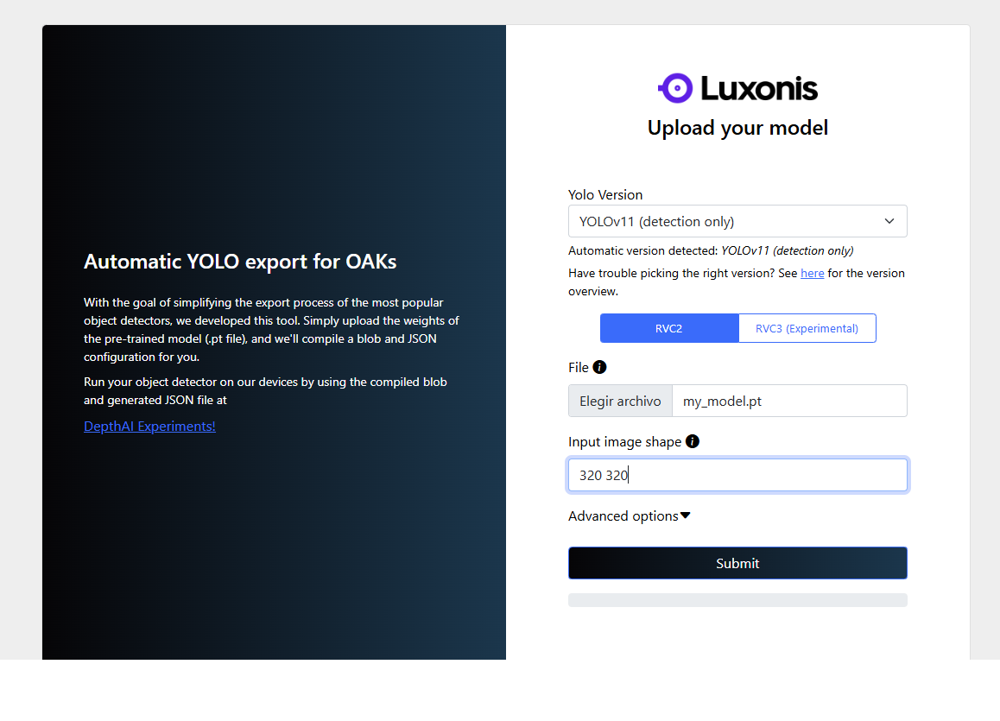 Automatic YOLO export for OAKs
With the goal of simplifying the export process of the most popular
object detectors, we developed this tool. Simply upload the weights of
the pre-trained model (.pt file), and we'll compile a blob and JSON
configuration for you.
Run your object detector on our devices by using the compiled blob
and generated JSON file at
DepthAI Experiments!
Luxonis
Upload your model
Yolo Version
YOLOv11 (detection only)
Automatic version detected: YOLOv11 (detection only)
Have trouble picking the right version? See here for the version
overview.
RVC2
RVC3 (Experimental)
File
Elegir archivo
my_model.pt
Input image shape
320 320
Advanced options
Submit